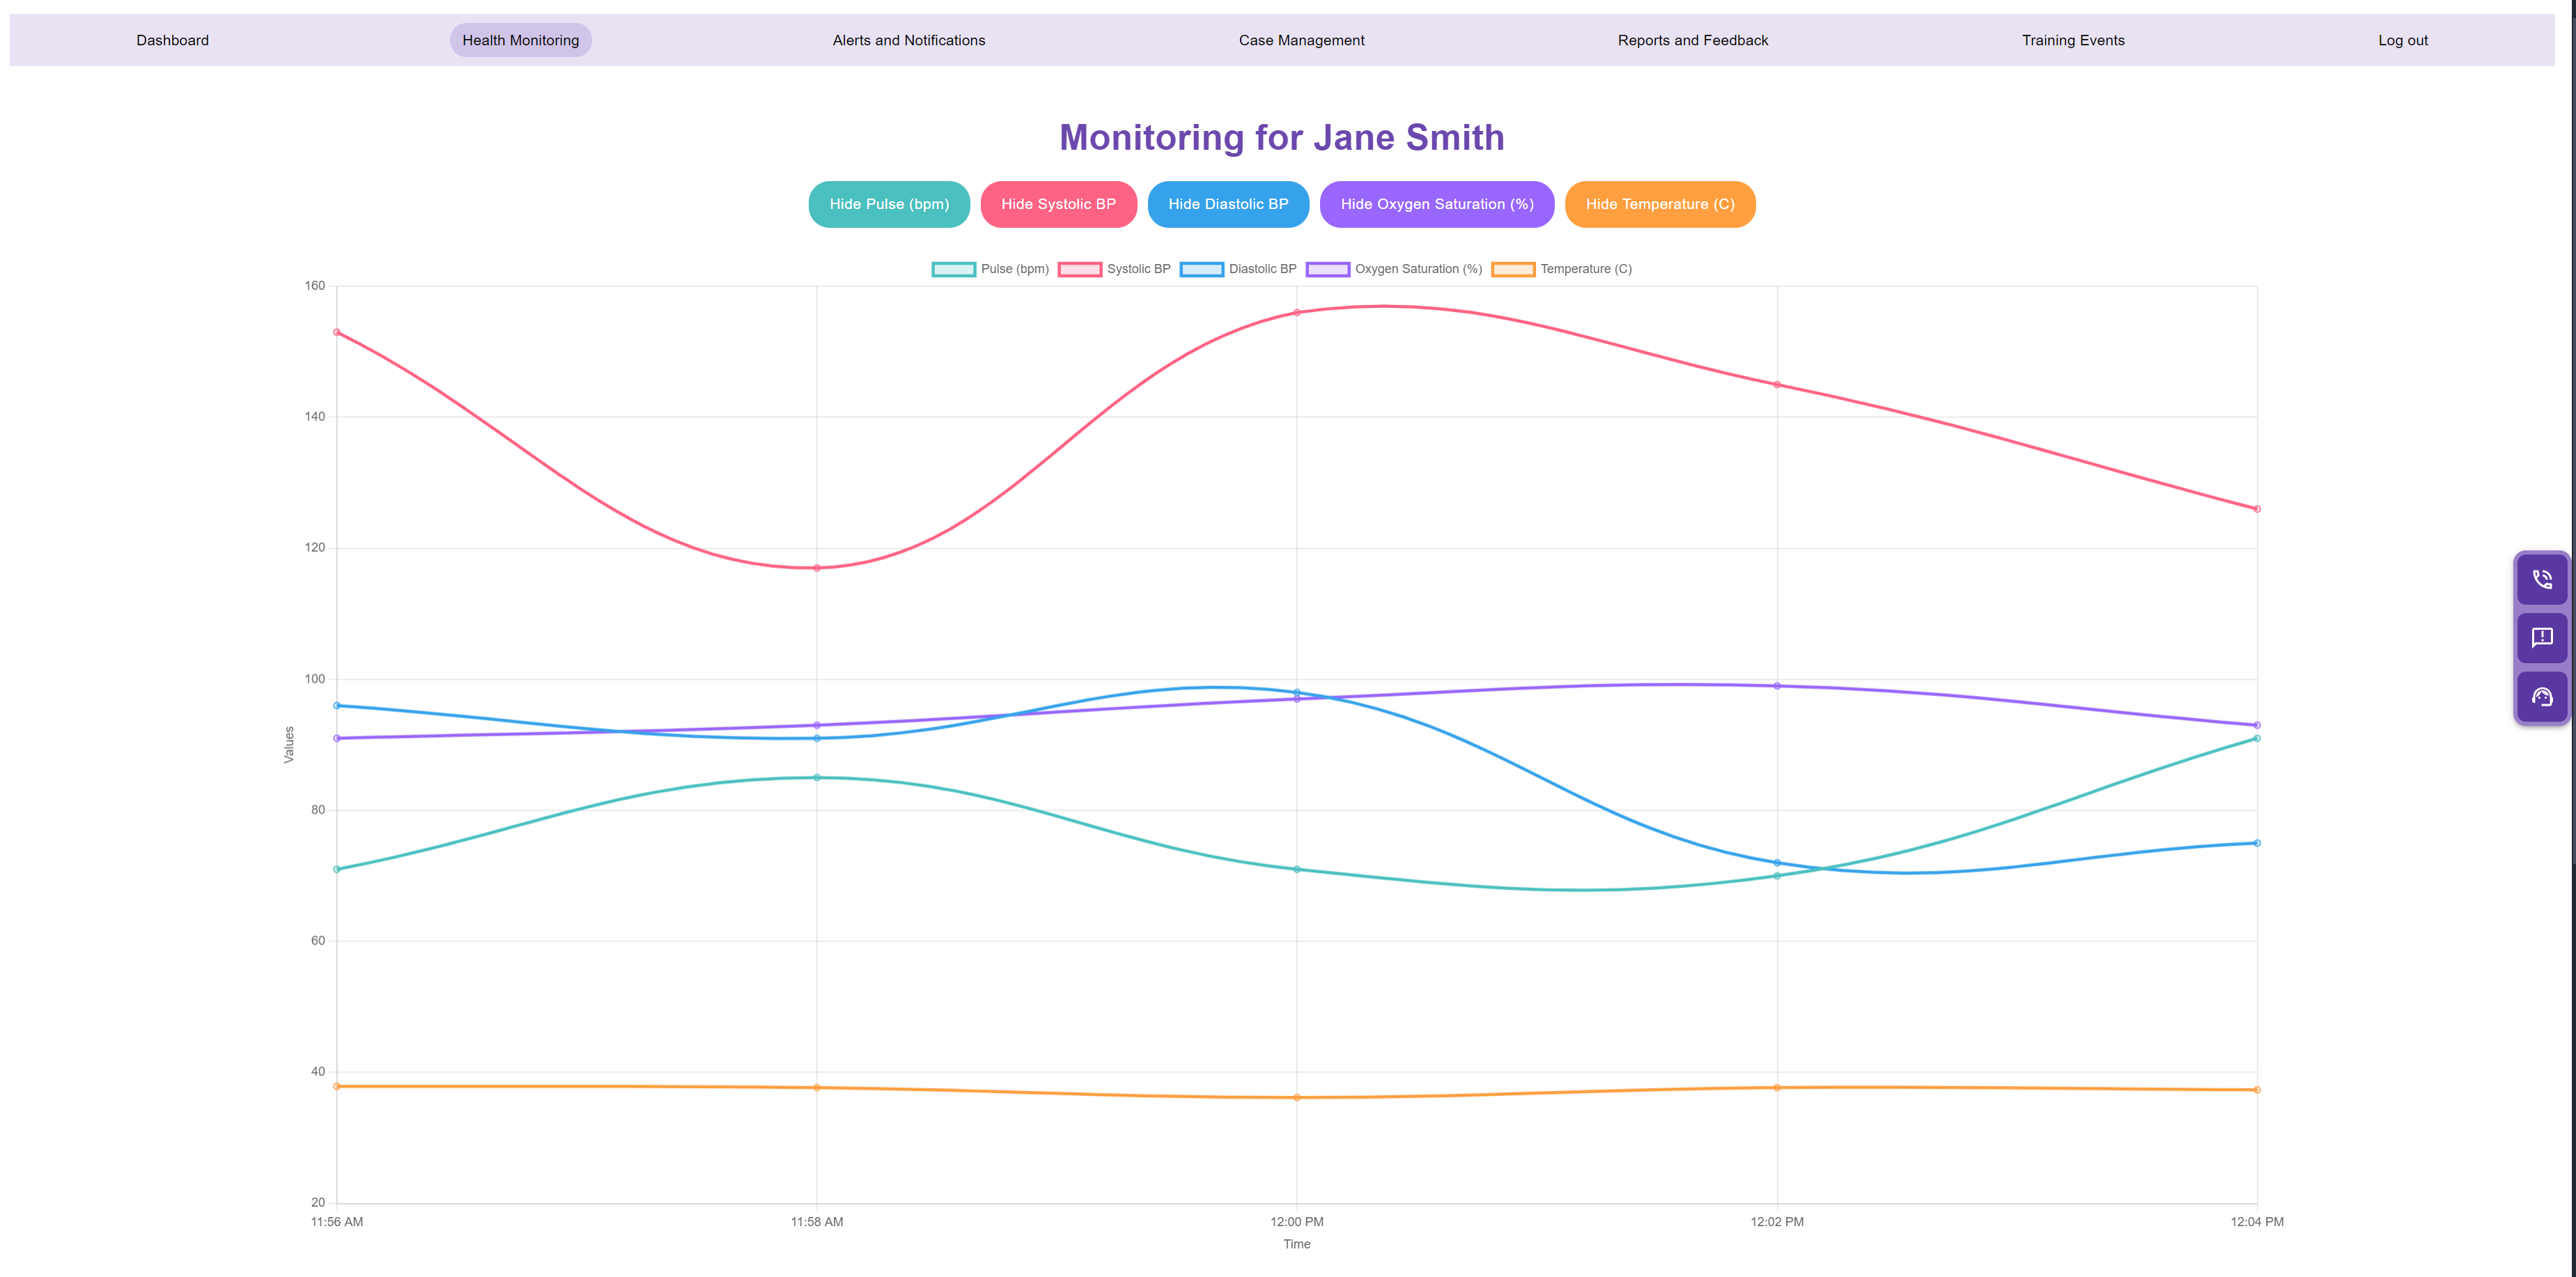 Dashboard Health Monitoring Alerts and Notifications Case Management Reports and Feedback Training Events Log out
Monitoring for Jane Smith
Hide Pulse (bpm) Hide Systolic BP Hide Diastolic BP Hide Oxygen Saturation (%) Hide Temperature (C)
Pulse (bpm) Systolic BP Diastolic BP Oxygen Saturation (%) Temperature (C)
160
140
120
100
Values
80
60
40
20
11:56 AM 11:58 AM 12:00 PM 12:02 PM 12:04 PM
Time